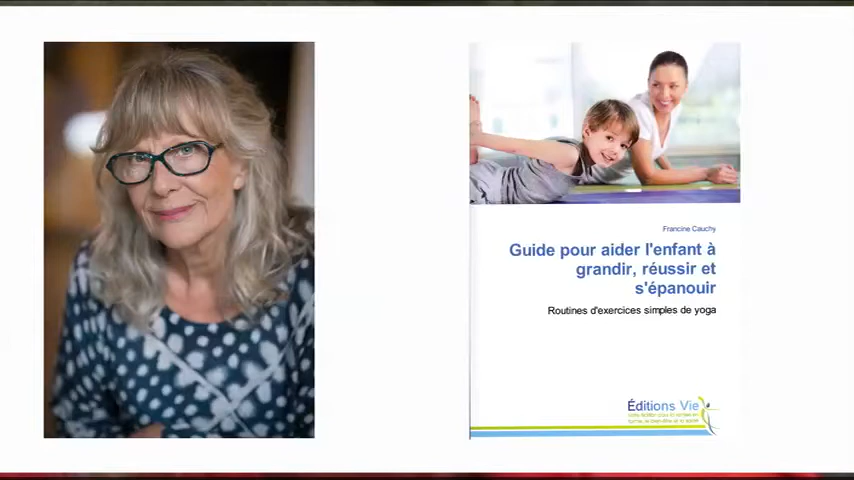 Francine Cauchy
Guide pour aider l'enfant à
grandir, réussir et
s'épanouir
Routines d'exercices simples de yoga
Éditions Vie